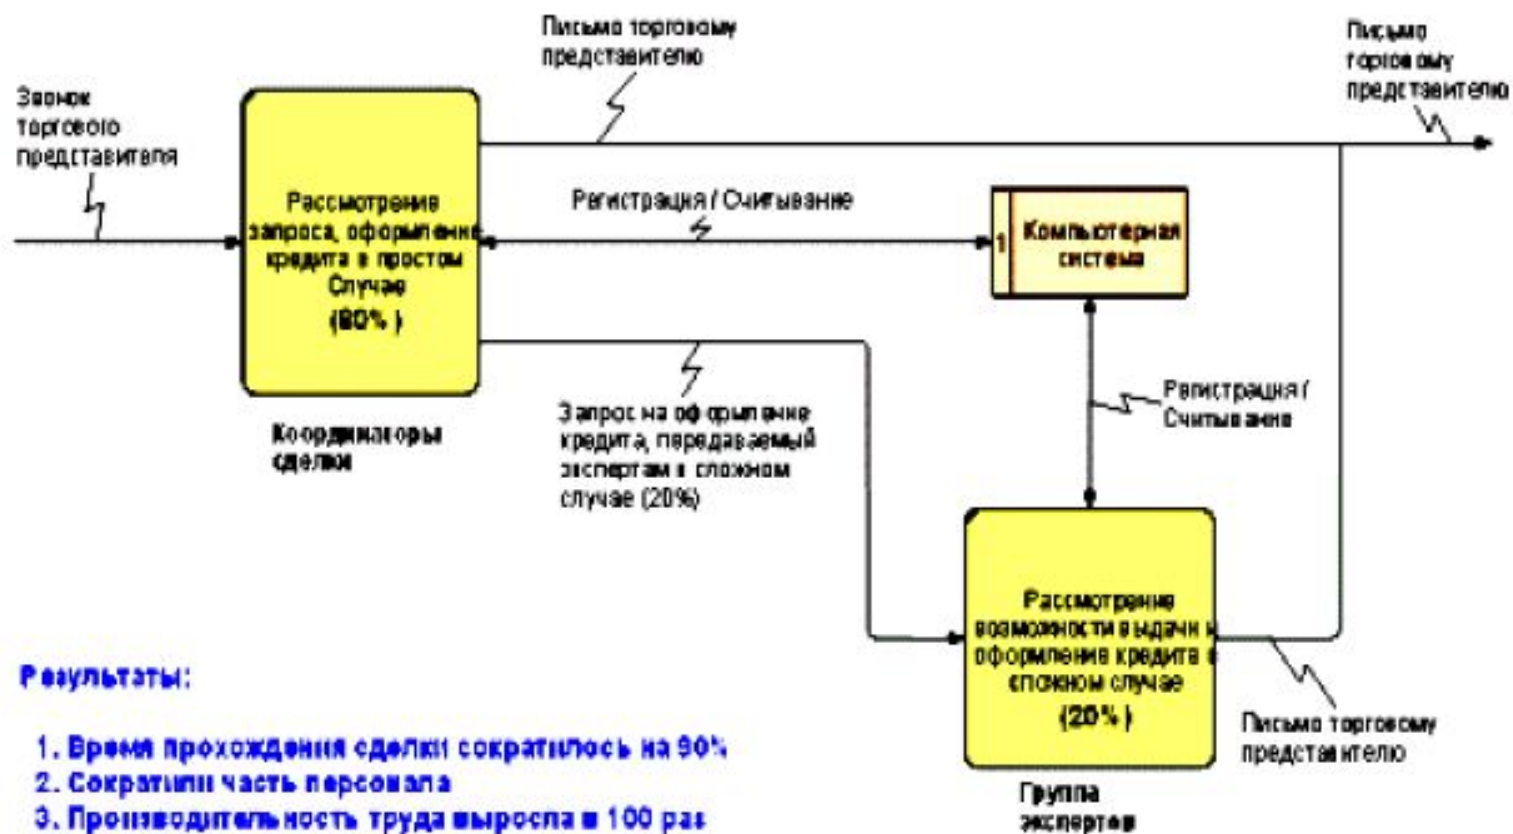 Письмо торговому
представителю
Письмо
торговому
представителю
Звонок
торгового
представителя
Рассмотрение
запроса, оформление
кредита в простом
Случае
(80%)
Регистрация / Считывание
1
Компьютерная
система
Координаторы
сделки
Запрос на оформление
кредита, передаваемый
экспертам в сложном
случае (20%)
Регистрация /
Считывание
Рассмотрение
возможности выдачи и
оформление кредита в
сложном случае
(20%)
Письмо торговому
представителю
Группа
экспертов
Результаты:
1. Время прохождения сделки сократилось на 90%
2. Сократили часть персонала
3. Производительность труда выросла в 100 раз